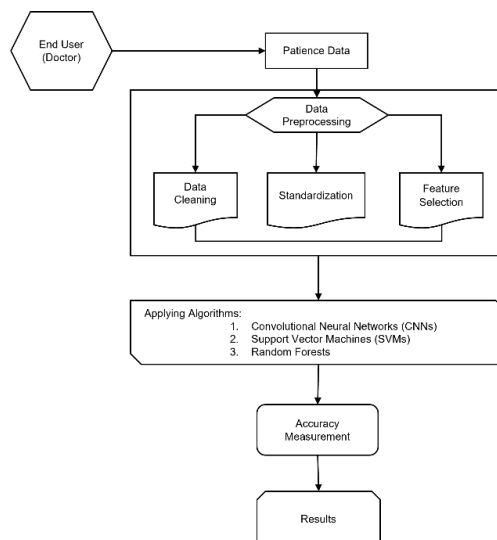 End User
(Doctor)
Patience Data
Data
Preprocessing
Data
Cleaning
Standardization
Feature
Selection
Applying Algorithms:
1. Convolutional Neural Networks (CNNs)
2. Support Vector Machines (SVMs)
3. Random Forests
Accuracy
Measurement
Results